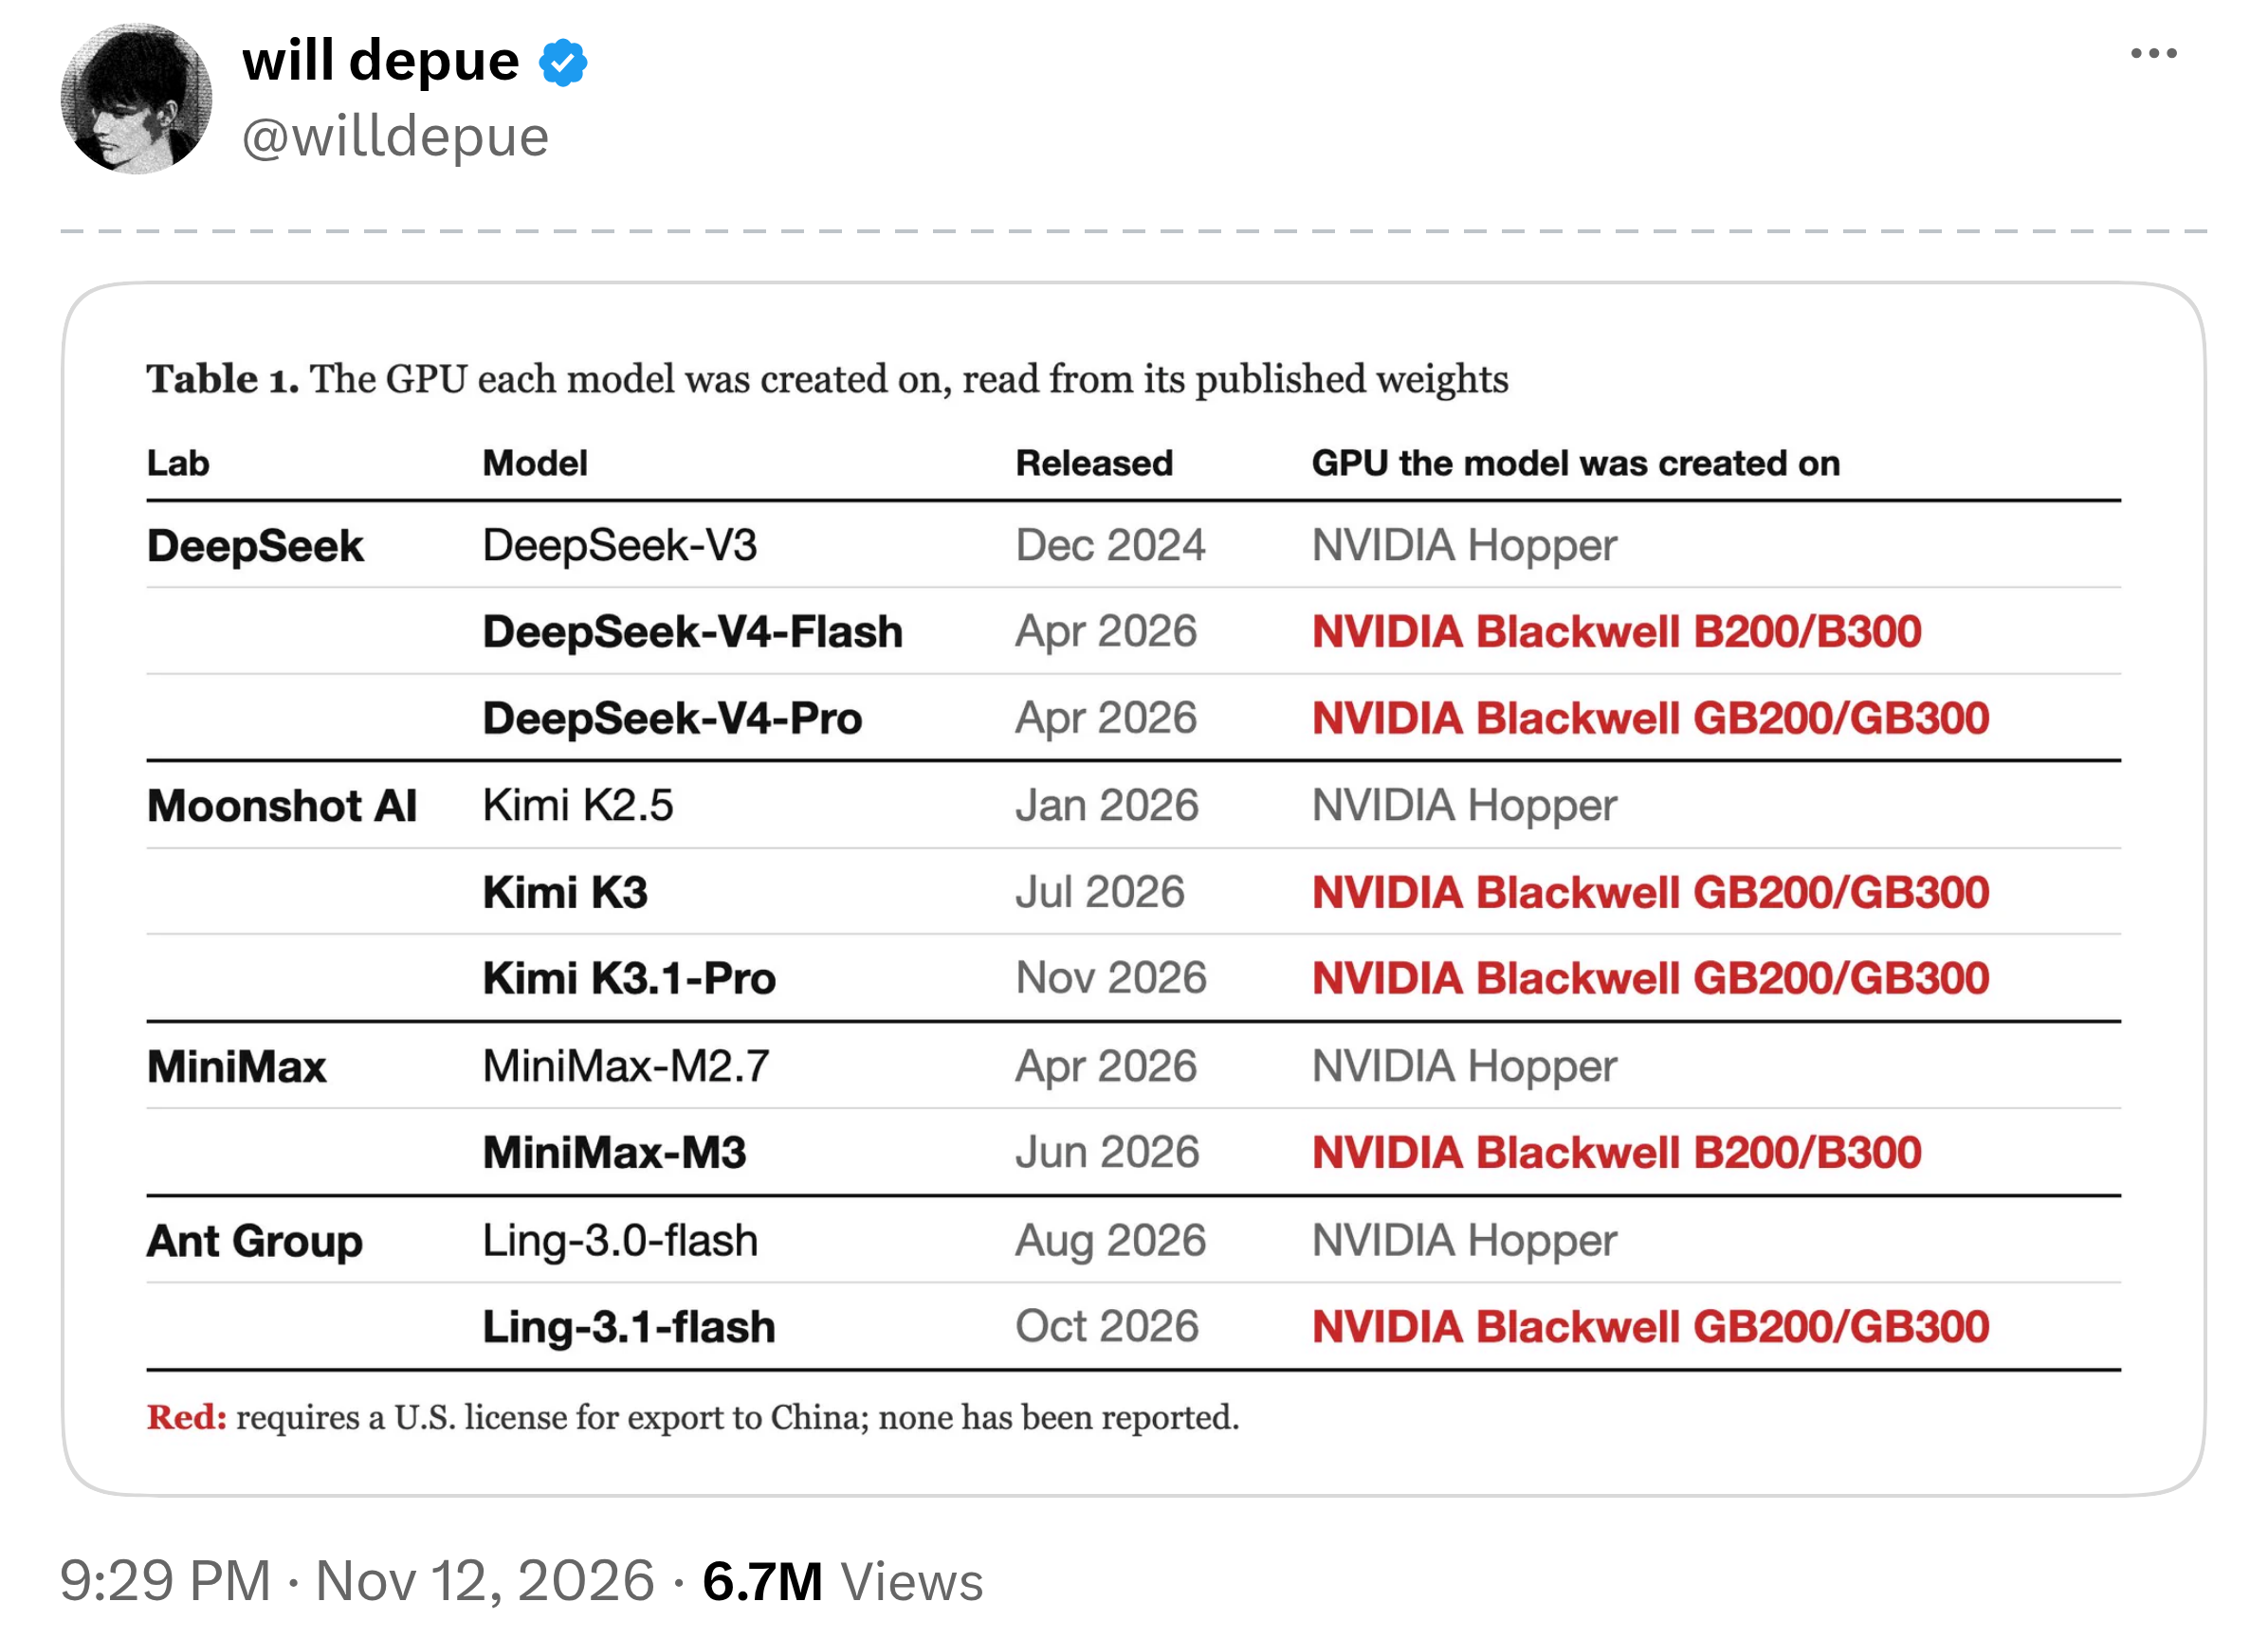 will depue
@willdepue
Table 1. The GPU each model was created on, read from its published weights
Lab Model Released GPU the model was created on
DeepSeek DeepSeek-V3 Dec 2024 NVIDIA Hopper
DeepSeek-V4-Flash Apr 2026 NVIDIA Blackwell B200/B300
DeepSeek-V4-Pro Apr 2026 NVIDIA Blackwell GB200/GB300
Moonshot AI Kimi K2.5 Jan 2026 NVIDIA Hopper
Kimi K3 Jul 2026 NVIDIA Blackwell GB200/GB300
Kimi K3.1-Pro Nov 2026 NVIDIA Blackwell GB200/GB300
MiniMax MiniMax-M2.7 Apr 2026 NVIDIA Hopper
MiniMax-M3 Jun 2026 NVIDIA Blackwell B200/B300
Ant Group Ling-3.0-flash Aug 2026 NVIDIA Hopper
Ling-3.1-flash Oct 2026 NVIDIA Blackwell GB200/GB300
Red: requires a U.S. license for export to China; none has been reported.
9:29 PM · Nov 12, 2026 · 6.7M Views